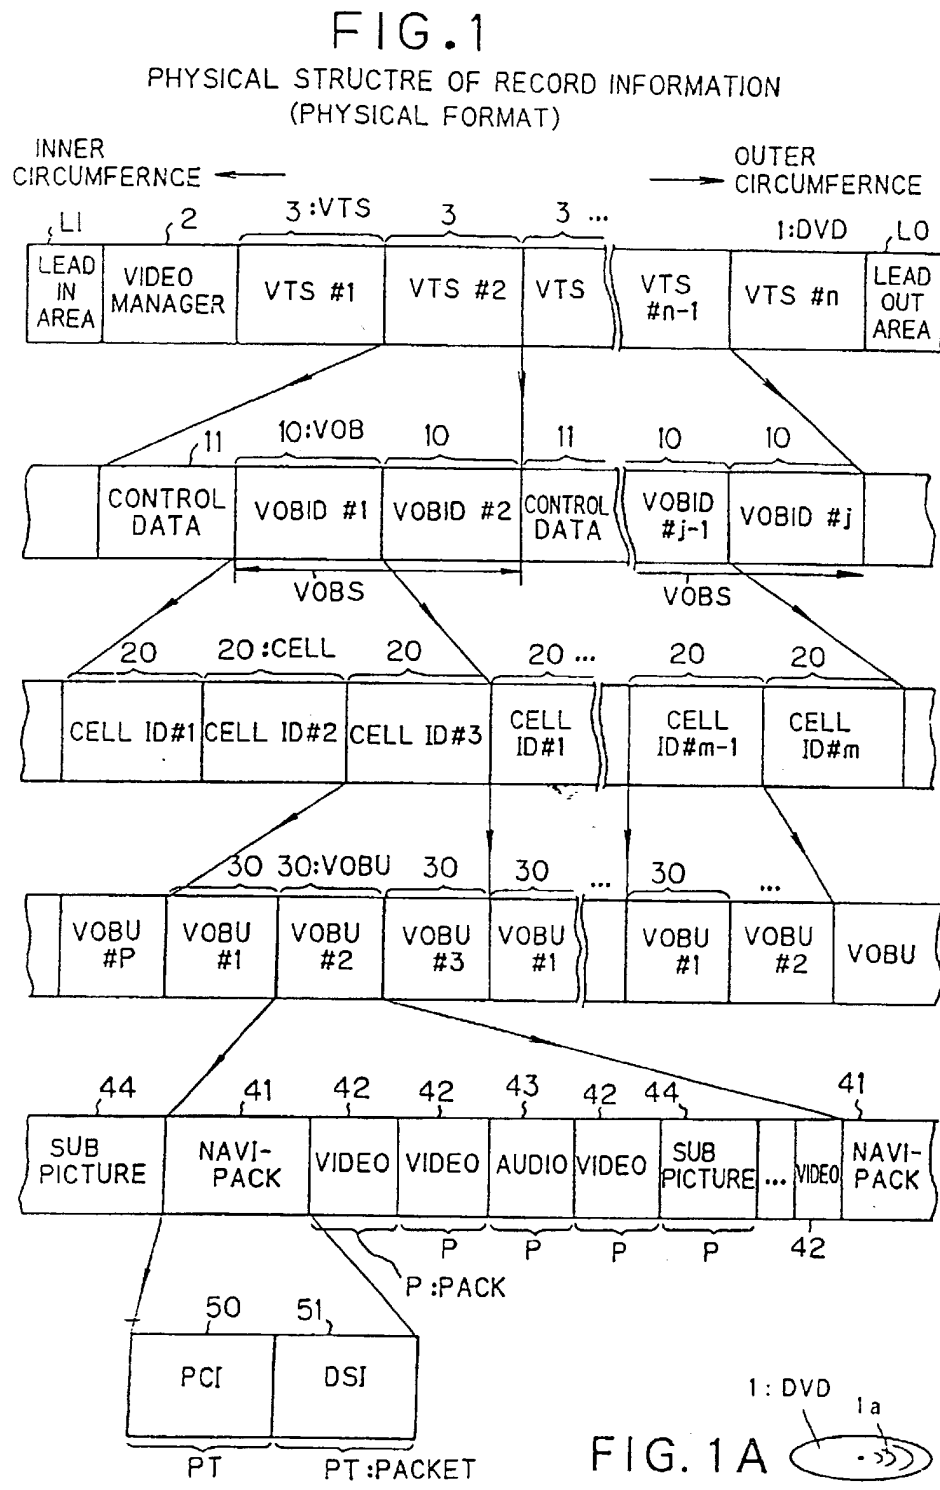 FIG.1
PHYSICAL STRUCTRE OF RECORD INFORMATION
(PHYSICAL FORMAT)
INNER
CIRCUMFERNCE
OUTER
CIRCUMFERNCE
LI 2 3:VTS 3 3 ... 1:DVD LO
LEAD IN AREA
VIDEO MANAGER
VTS #1
VTS #2
VTS
VTS #n-1
VTS #n
LEAD OUT AREA
11 10:VOB 10 11 10 10
CONTROL DATA
VOBID #1
VOBID #2
CONTROL DATA
VOBID #j-1
VOBID #j
VOBS
VOBS
20 20:CELL 20 20 ... 20 20
CELL ID#1
CELL ID#2
CELL ID#3
CELL ID#1
CELL ID#m-1
CELL ID#m
30 30:VOBU 30 30 ... 30 ...
VOBU #P
VOBU #1
VOBU #2
VOBU #3
VOBU #1
VOBU #1
VOBU #2
VOBU
44 41 42 42 43 42 44 41
SUB PICTURE
NAVI-PACK
VIDEO
VIDEO
AUDIO
VIDEO
SUB PICTURE
...
VIDEO
NAVI-PACK
P P P P 42
P:PACK
50 51
PCI
DSI
PT PT:PACKET
1:DVD
1a
FIG.1A